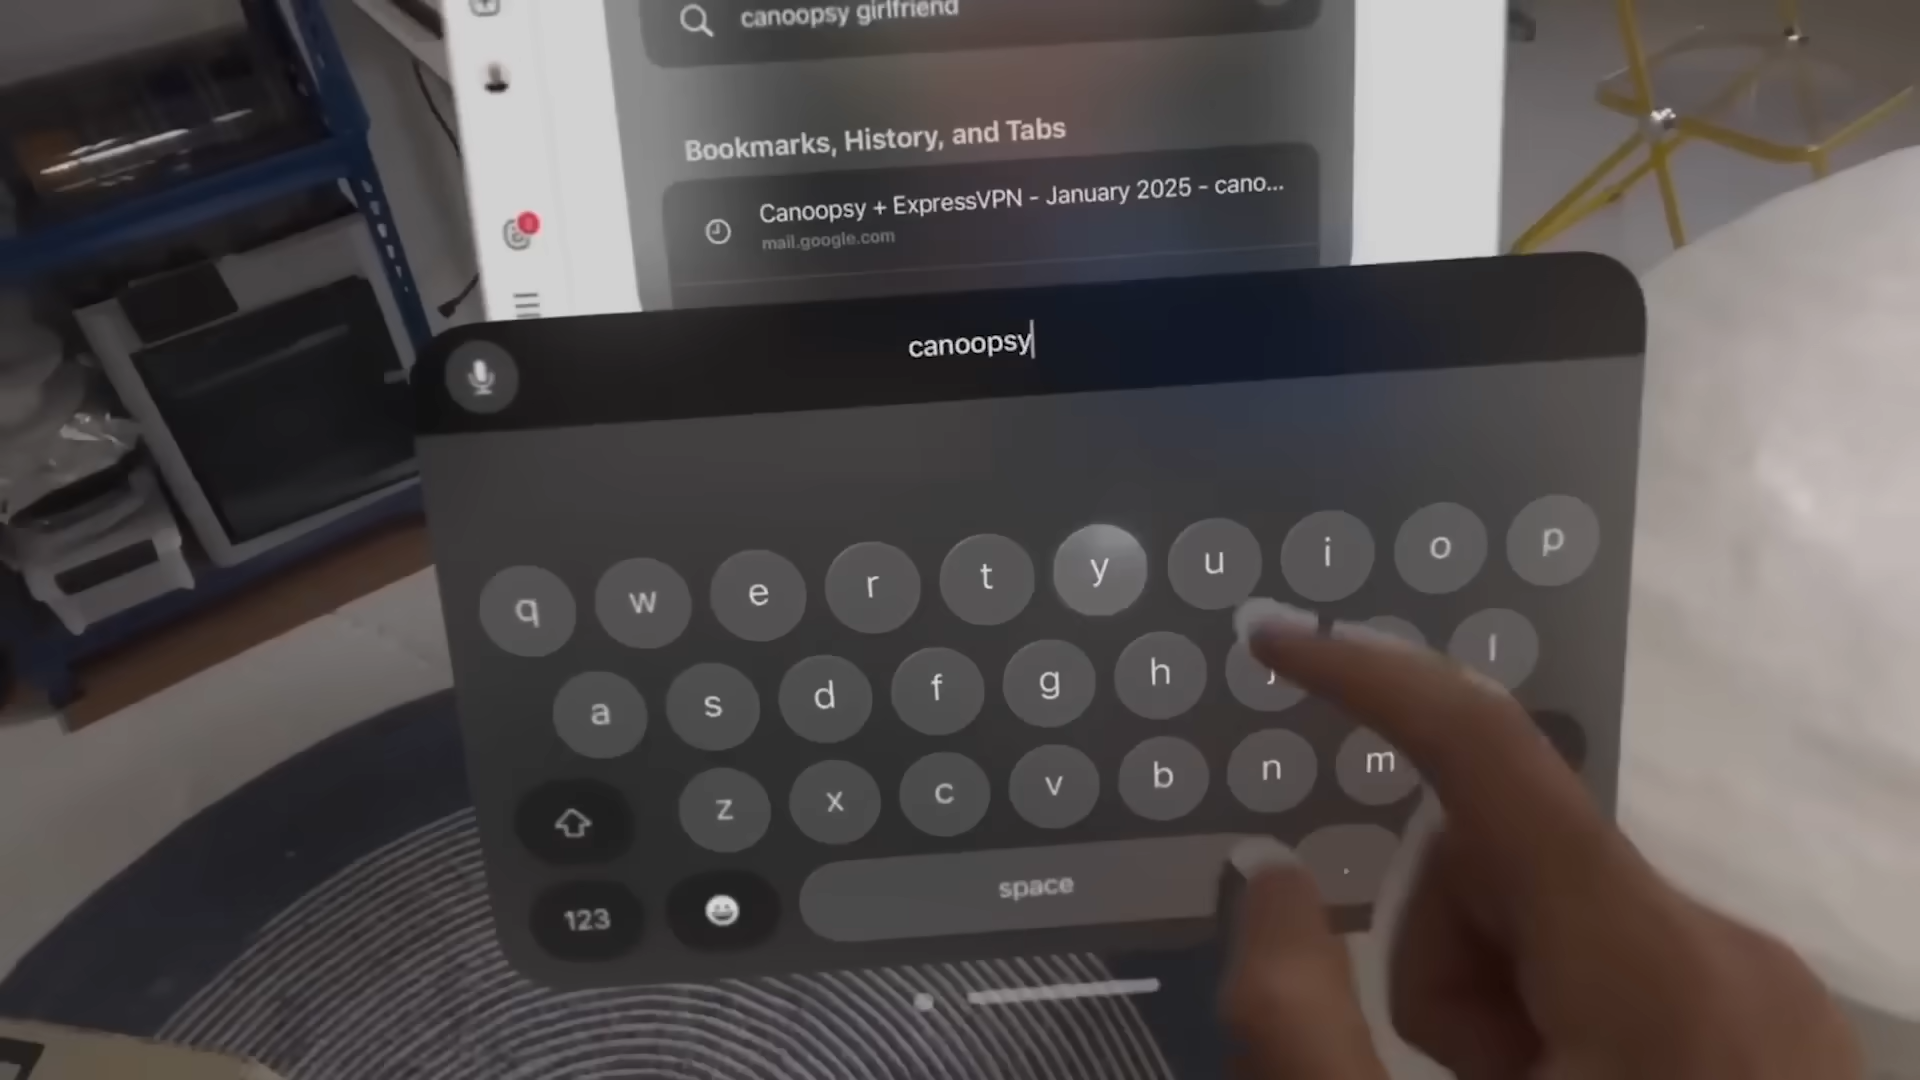 canoopsy girlfriend
Bookmarks, History, and Tabs
Canoopsy + ExpressVPN - January 2025 - cano...
mail.google.com
canoopsy
q w e r t y u i o p
a s d f g h j l
z x c v b n m
123 space .